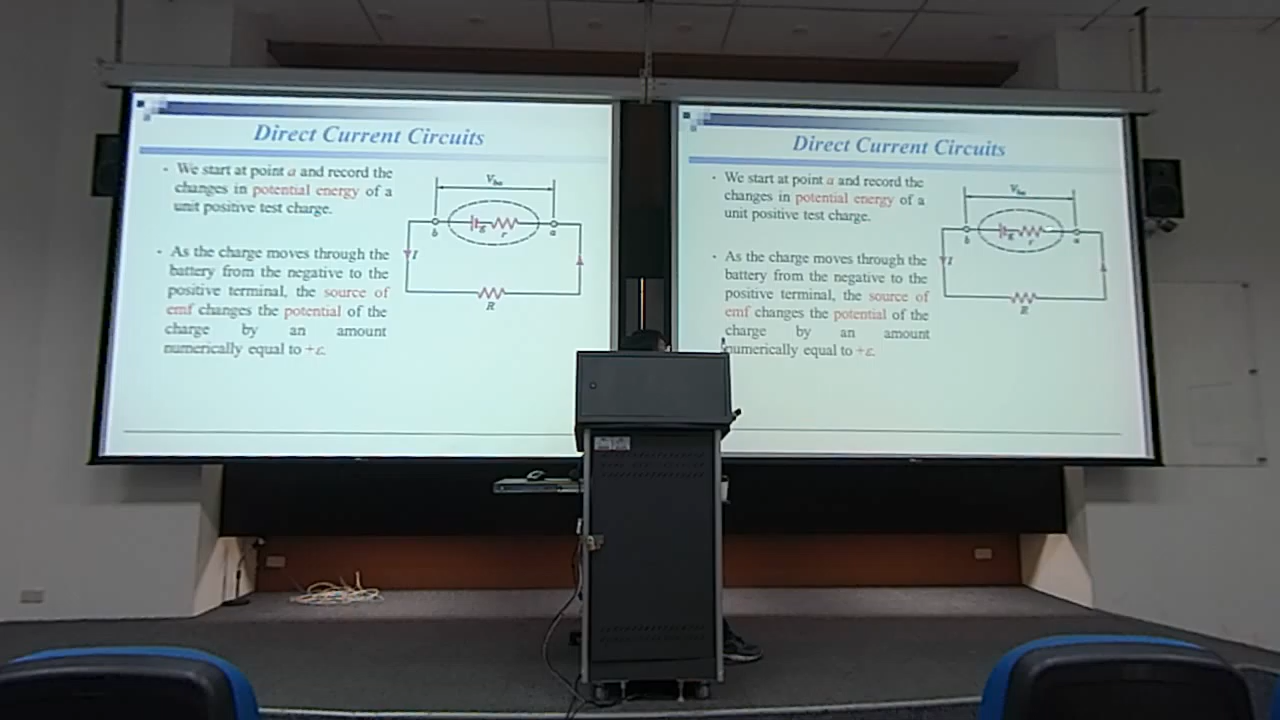 Direct Current Circuits
• We start at point a and record the
changes in potential energy of a
unit positive test charge.
• As the charge moves through the
battery from the negative to the
positive terminal, the source of
emf changes the potential of the
charge by an amount
numerically equal to +ε.
Vba
b ε r a
I
R
Direct Current Circuits
• We start at point a and record the
changes in potential energy of a
unit positive test charge.
• As the charge moves through the
battery from the negative to the
positive terminal, the source of
emf changes the potential of the
charge by an amount
numerically equal to +ε.
Vba
b ε r a
I
R